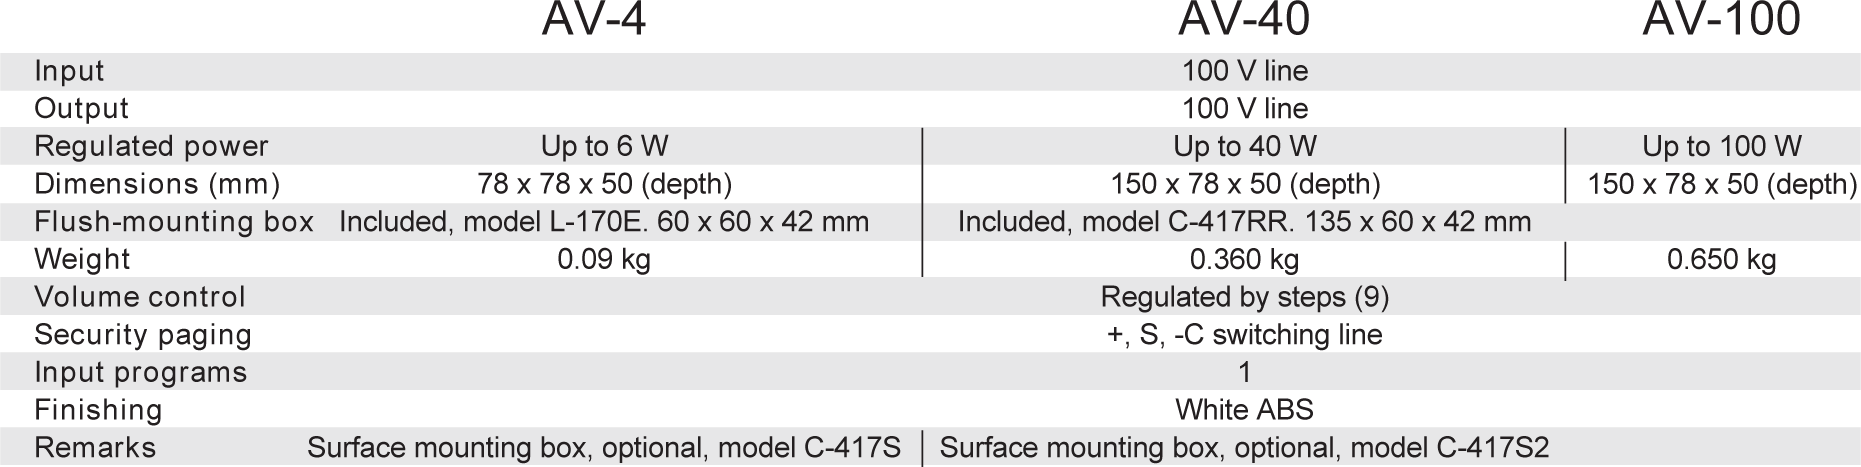 AV-4 AV-40 AV-100
Input 100 V line
Output 100 V line
Regulated power Up to 6 W Up to 40 W Up to 100 W
Dimensions (mm) 78 x 78 x 50 (depth) 150 x 78 x 50 (depth) 150 x 78 x 50 (depth)
Flush-mounting box Included, model L-170E. 60 x 60 x 42 mm Included, model C-417RR. 135 x 60 x 42 mm
Weight 0.09 kg 0.360 kg 0.650 kg
Volume control Regulated by steps (9)
Security paging +, S, -C switching line
Input programs 1
Finishing White ABS
Remarks Surface mounting box, optional, model C-417S Surface mounting box, optional, model C-417S2